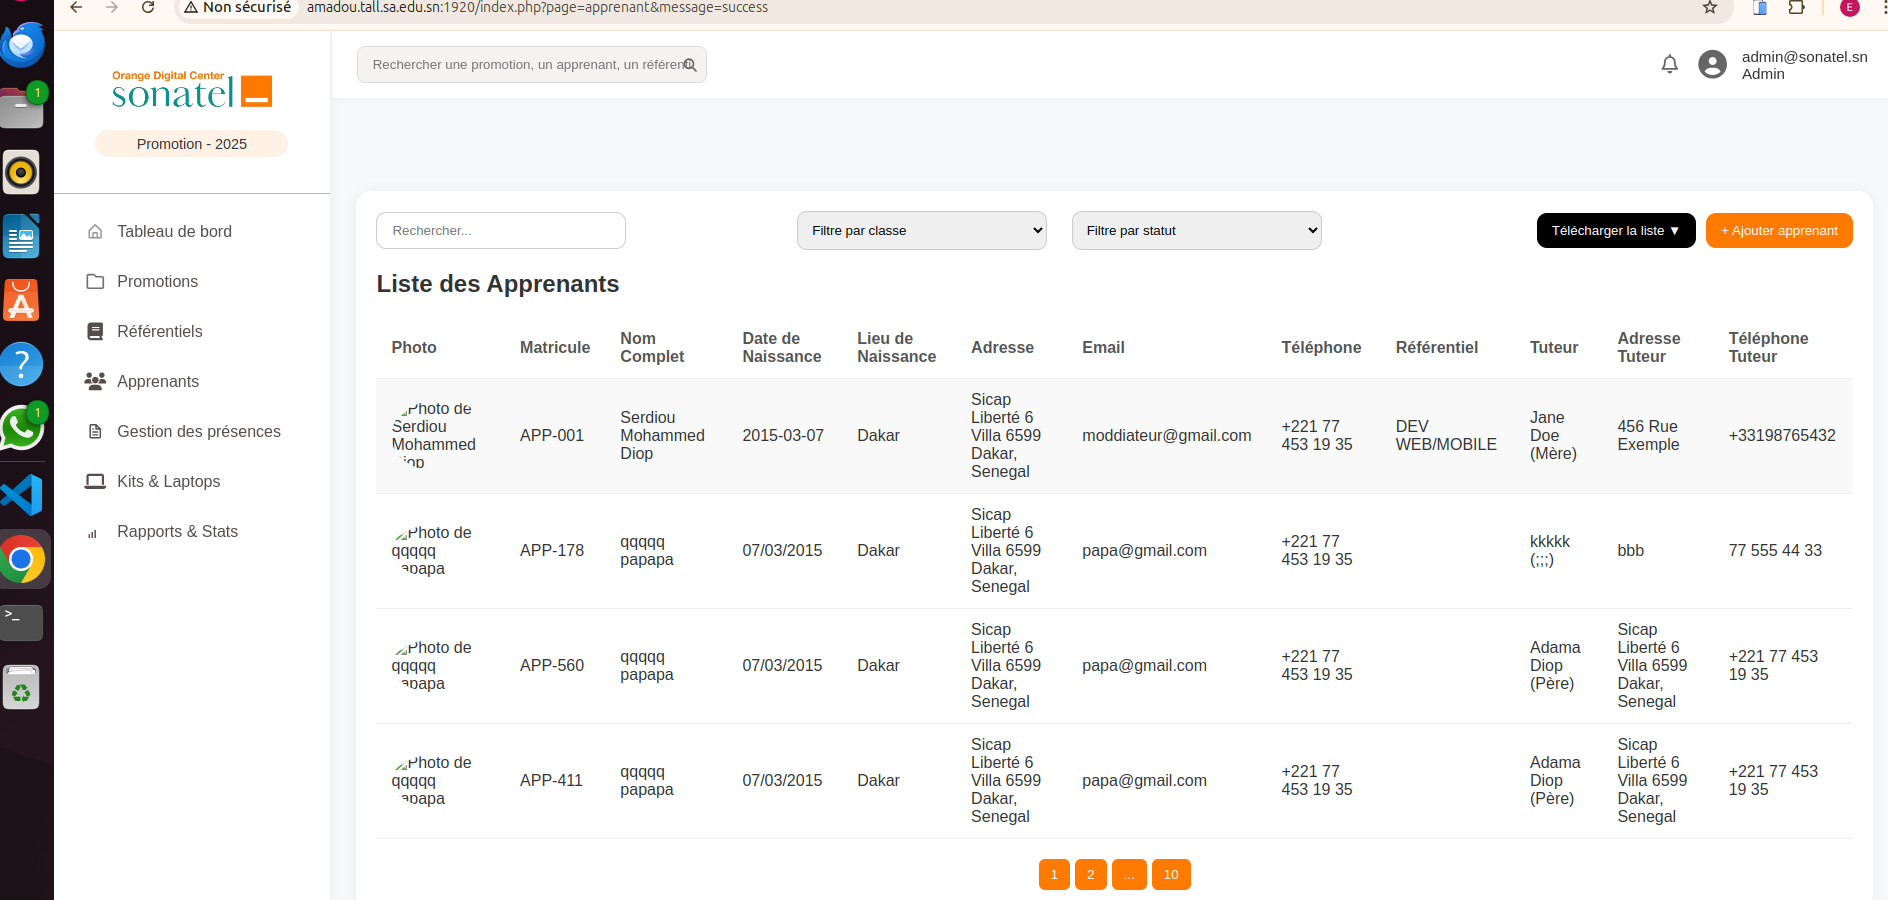 Non sécurisé amadou.tall.sa.edu.sn:1920/index.php?page=apprenant&message=success
E
Orange Digital Center
sonatel
Promotion - 2025
Rechercher une promotion, un apprenant, un référent
admin@sonatel.sn
Admin
1
Tableau de bord
Promotions
Référentiels
Apprenants
Gestion des présences
Kits & Laptops
Rapports & Stats
1
Rechercher...
Filtre par classe
Filtre par statut
Télécharger la liste ▼
+ Ajouter apprenant
Liste des Apprenants
Photo Matricule Nom Complet Date de Naissance Lieu de Naissance Adresse Email Téléphone Référentiel Tuteur Adresse Tuteur Téléphone Tuteur
Photo de Serdiou Mohammed Diop APP-001 Serdiou Mohammed Diop 2015-03-07 Dakar Sicap Liberté 6 Villa 6599 Dakar, Senegal moddiateur@gmail.com +221 77 453 19 35 DEV WEB/MOBILE Jane Doe (Mère) 456 Rue Exemple +33198765432
Photo de qqqqq papapa APP-178 qqqqq papapa 07/03/2015 Dakar Sicap Liberté 6 Villa 6599 Dakar, Senegal papa@gmail.com +221 77 453 19 35 kkkkk (;;;) bbb 77 555 44 33
Photo de qqqqq papapa APP-560 qqqqq papapa 07/03/2015 Dakar Sicap Liberté 6 Villa 6599 Dakar, Senegal papa@gmail.com +221 77 453 19 35 Adama Diop (Père) Sicap Liberté 6 Villa 6599 Dakar, Senegal +221 77 453 19 35
Photo de qqqqq papapa APP-411 qqqqq papapa 07/03/2015 Dakar Sicap Liberté 6 Villa 6599 Dakar, Senegal papa@gmail.com +221 77 453 19 35 Adama Diop (Père) Sicap Liberté 6 Villa 6599 Dakar, Senegal +221 77 453 19 35
1 2 ... 10